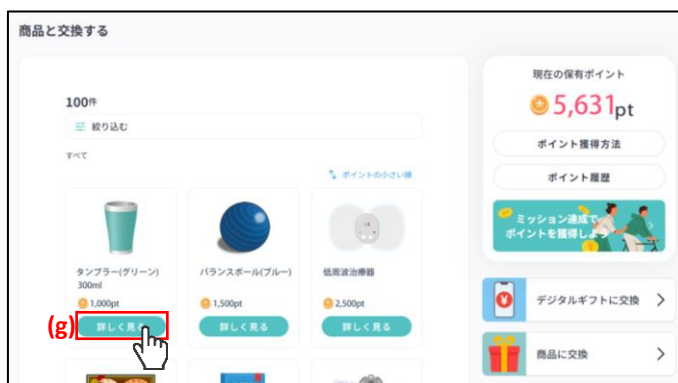 商品と交換する
100件
絞り込む
すべて
ポイントの小さい順
タンブラー(グリーン)
300ml
1,000pt
詳しく見る
バランスボール(ブルー)
1,500pt
詳しく見る
低周波治療器
2,500pt
詳しく見る
(g)
現在の保有ポイント
5,631pt
ポイント獲得方法
ポイント履歴
ミッション達成で
ポイントを獲得しよう
デジタルギフトに交換
商品に交換